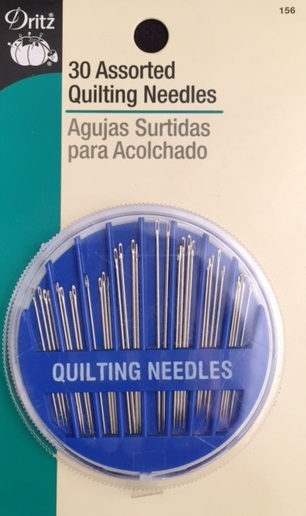 Dritz
156
30 Assorted
Quilting Needles
Agujas Surtidas
para Acolchado
QUILTING NEEDLES